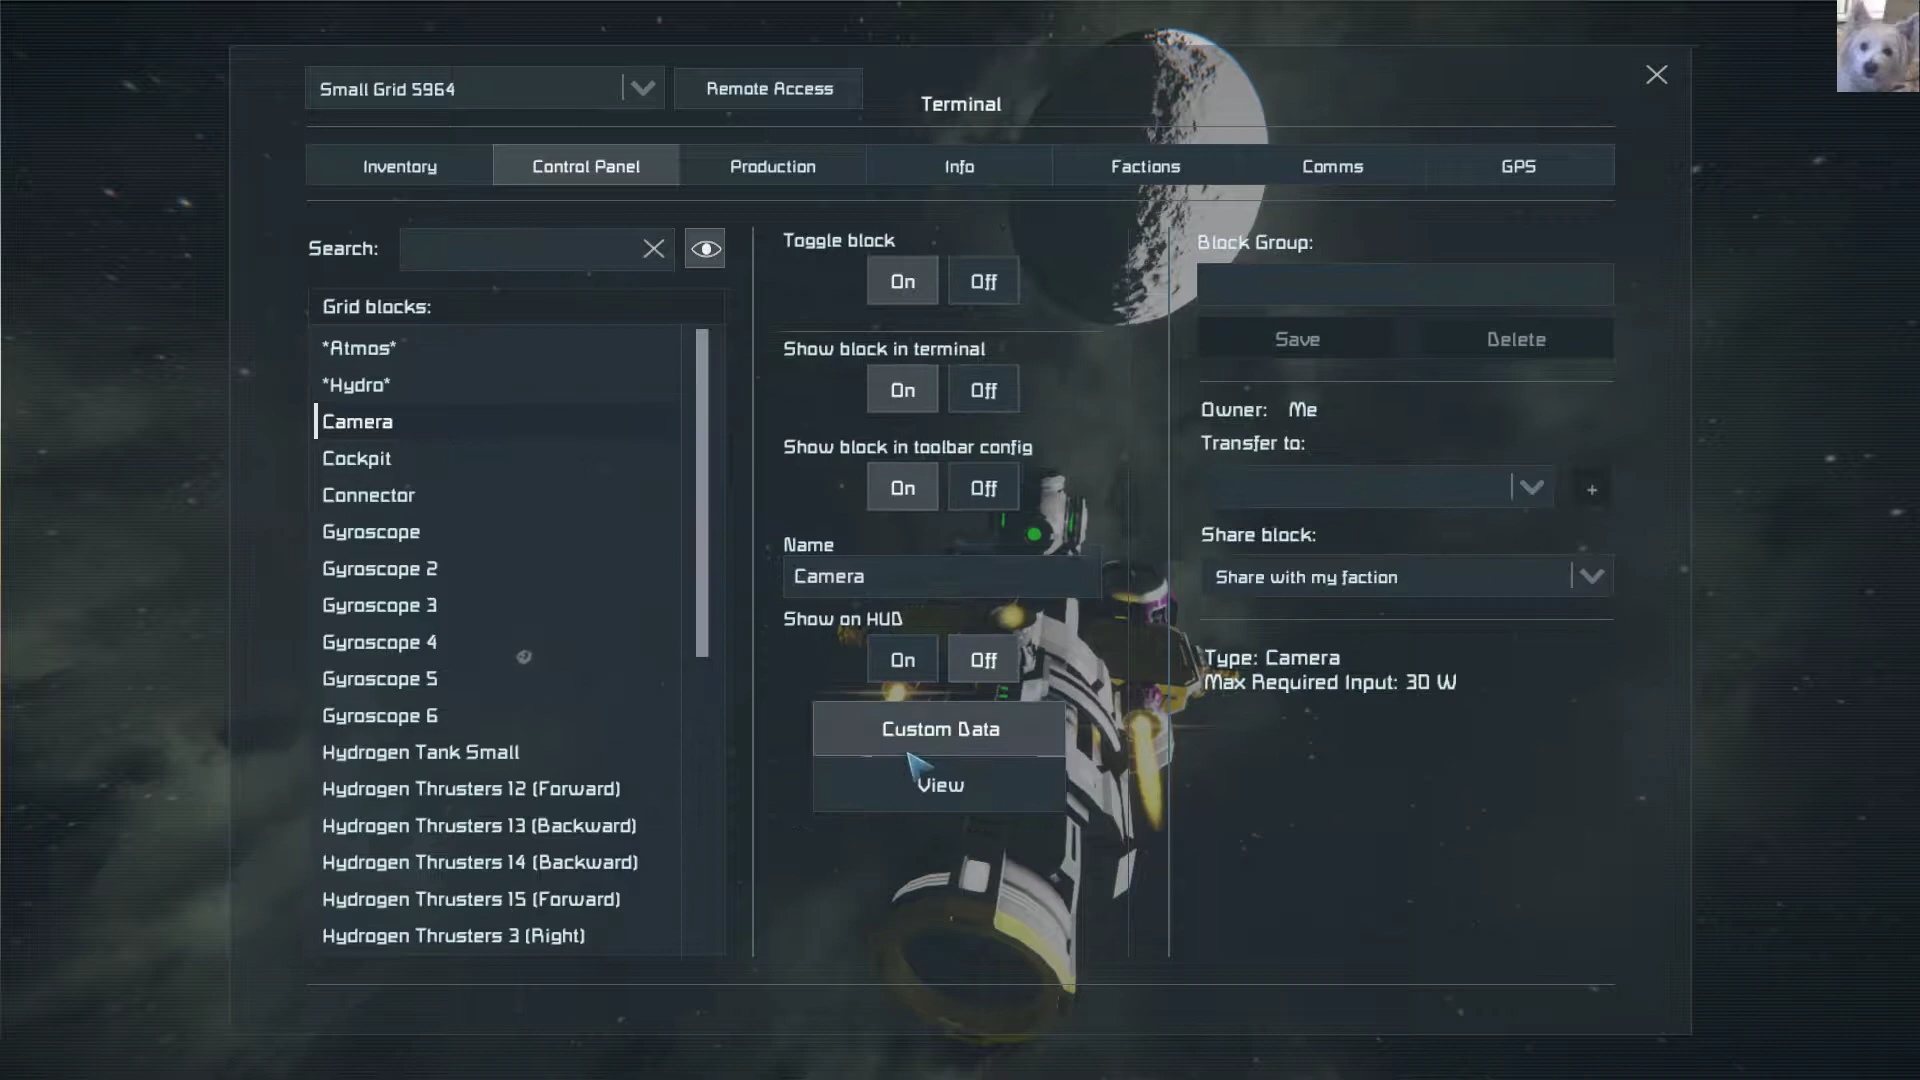 Small Grid 5964
Remote Access
Terminal
Inventory
Control Panel
Production
Info
Factions
Comms
GPS
Search:
Grid blocks:
*Atmos*
*Hydro*
Camera
Cockpit
Connector
Gyroscope
Gyroscope 2
Gyroscope 3
Gyroscope 4
Gyroscope 5
Gyroscope 6
Hydrogen Tank Small
Hydrogen Thrusters 12 (Forward)
Hydrogen Thrusters 13 (Backward)
Hydrogen Thrusters 14 (Backward)
Hydrogen Thrusters 15 (Forward)
Hydrogen Thrusters 3 (Right)
Toggle block
On Off
Show block in terminal
On Off
Show block in toolbar config
On Off
Name
Camera
Show on HUD
On Off
Custom Data
View
Block Group:
Save Delete
Owner: Me
Transfer to:
+
Share block:
Share with my faction
Type: Camera
Max Required Input: 30 W